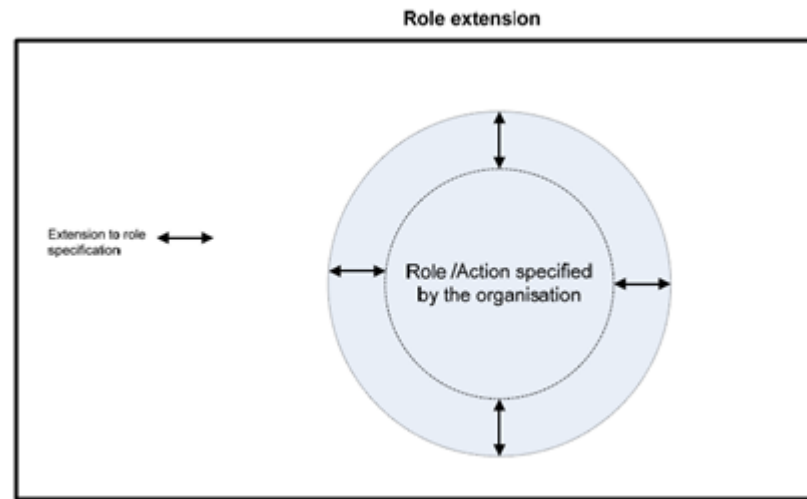 Role extension
Extension to role
specification
Role /Action specified
by the organisation